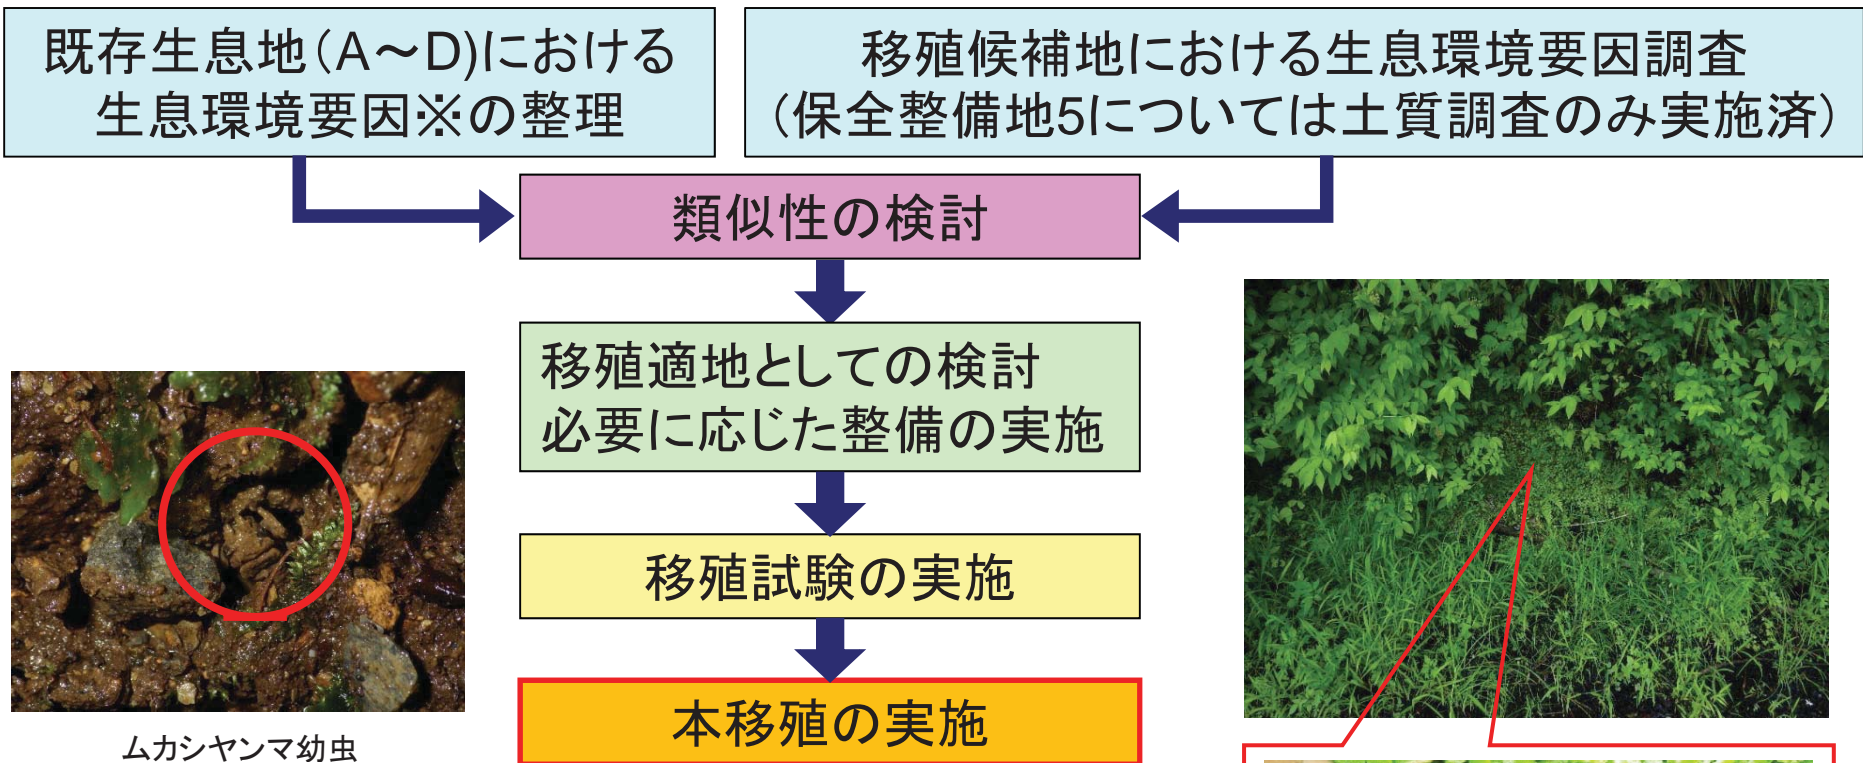 既存生息地(A～D)における
生息環境要因※の整理
移殖候補地における生息環境要因調査
（保全整備地5については土質調査のみ実施済）
類似性の検討
移殖適地としての検討
必要に応じた整備の実施
移殖試験の実施
本移殖の実施
ムカシヤンマ幼虫